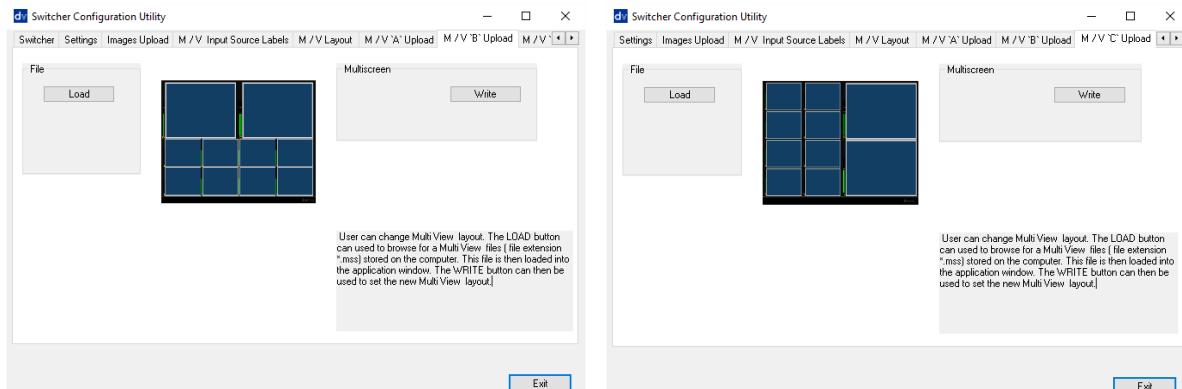 dv Switcher Configuration Utility
Switcher Settings Images Upload M / V Input Source Labels M / V Layout M / V `A` Upload M / V `B` Upload M / V `
File
Load
Multiscreen
Write
User can change Multi View layout. The LOAD button
can used to browse for a Multi View files ( file extension
*.mss) stored on the computer. This file is then loaded into
the application window. The WRITE button can then be
used to set the new Multi View layout.
Exit
dv Switcher Configuration Utility
Settings Images Upload M / V Input Source Labels M / V Layout M / V `A` Upload M / V `B` Upload M / V `C` Upload
File
Load
Multiscreen
Write
User can change Multi View layout. The LOAD button
can used to browse for a Multi View files ( file extension
*.mss) stored on the computer. This file is then loaded into
the application window. The WRITE button can then be
used to set the new Multi View layout.
Exit